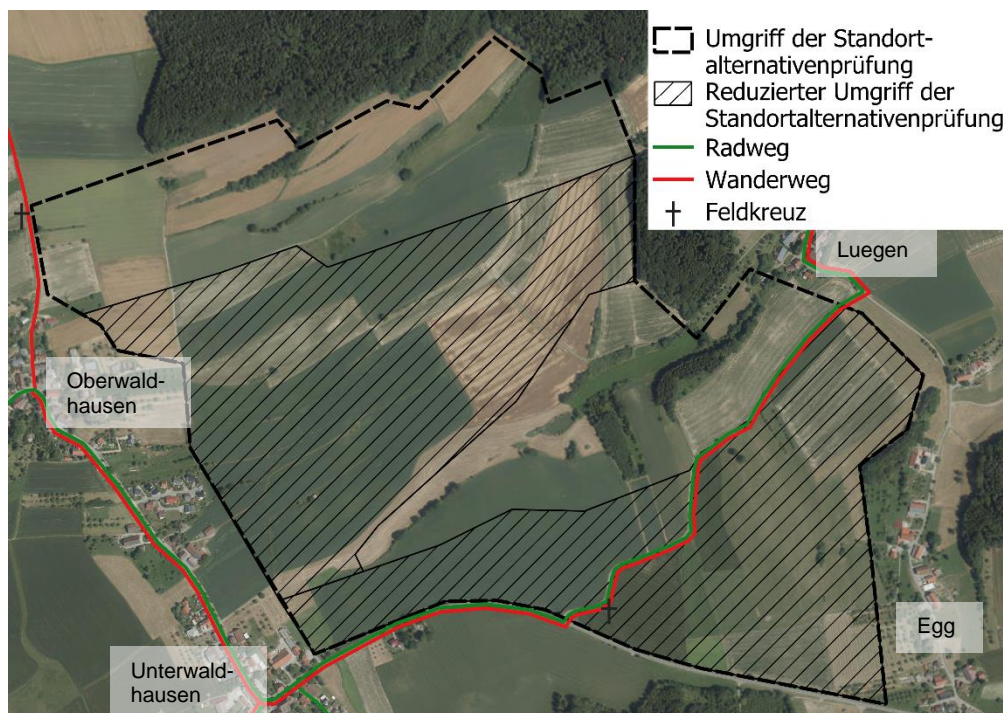 Umgriff der Standort-
alternativenprüfung
Reduzierter Umgriff der
Standortalternativenprüfung
Radweg
Wanderweg
Feldkreuz
Luegen
Oberwald-
hausen
Egg
Unterwald-
hausen